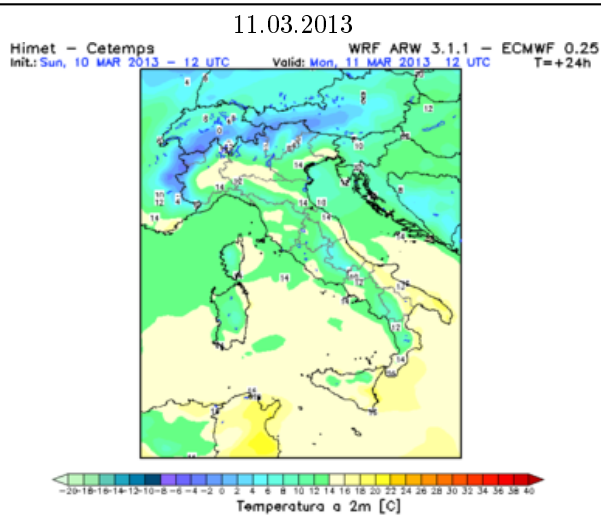 11.03.2013
Himet - Cetemps WRF ARW 3.1.1 - ECMWF 0.25
Init.: Sun, 10 MAR 2013 - 12 UTC Valid: Mon, 11 MAR 2013 12 UTC T=+24h
-20 -18 -16 -14 -12 -10 -8 -6 -4 -2 0 2 4 6 8 10 12 14 16 18 20 22 24 26 28 30 32 34 36 38 40
Temperatura a 2m [C]